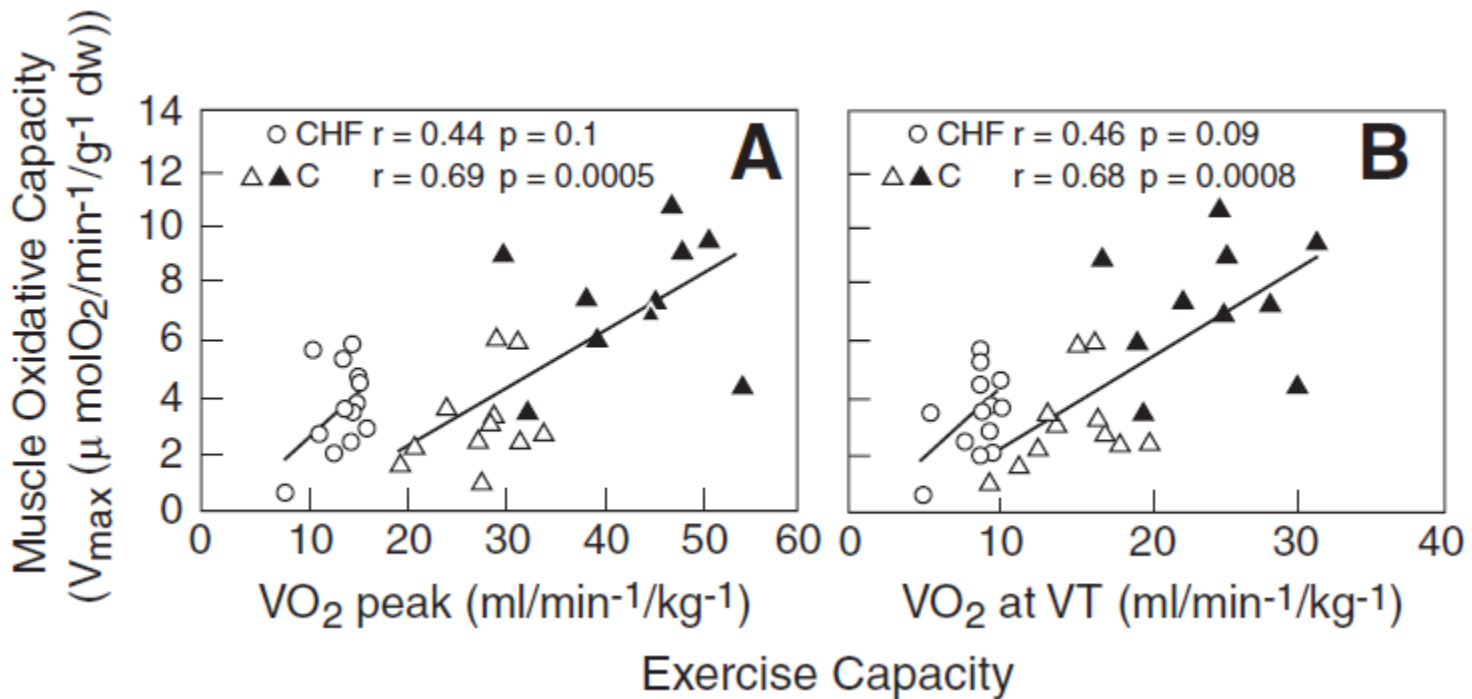 Muscle Oxidative Capacity
(Vmax (μ molO2/min-1/g-1 dw))
14
12
10
8
6
4
2
0
CHF r = 0.44 p = 0.1
C r = 0.69 p = 0.0005
A
0 10 20 30 40 50 60
VO2 peak (ml/min-1/kg-1)
CHF r = 0.46 p = 0.09
C r = 0.68 p = 0.0008
B
0 10 20 30 40
VO2 at VT (ml/min-1/kg-1)
Exercise Capacity